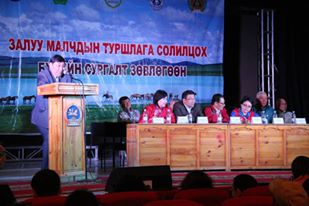 ЗАЛУУ МАЛЧДЫН ТУРШЛАГА СОЛИЛЦОХ
СУРГАЛТ ЗӨВЛӨГӨӨН